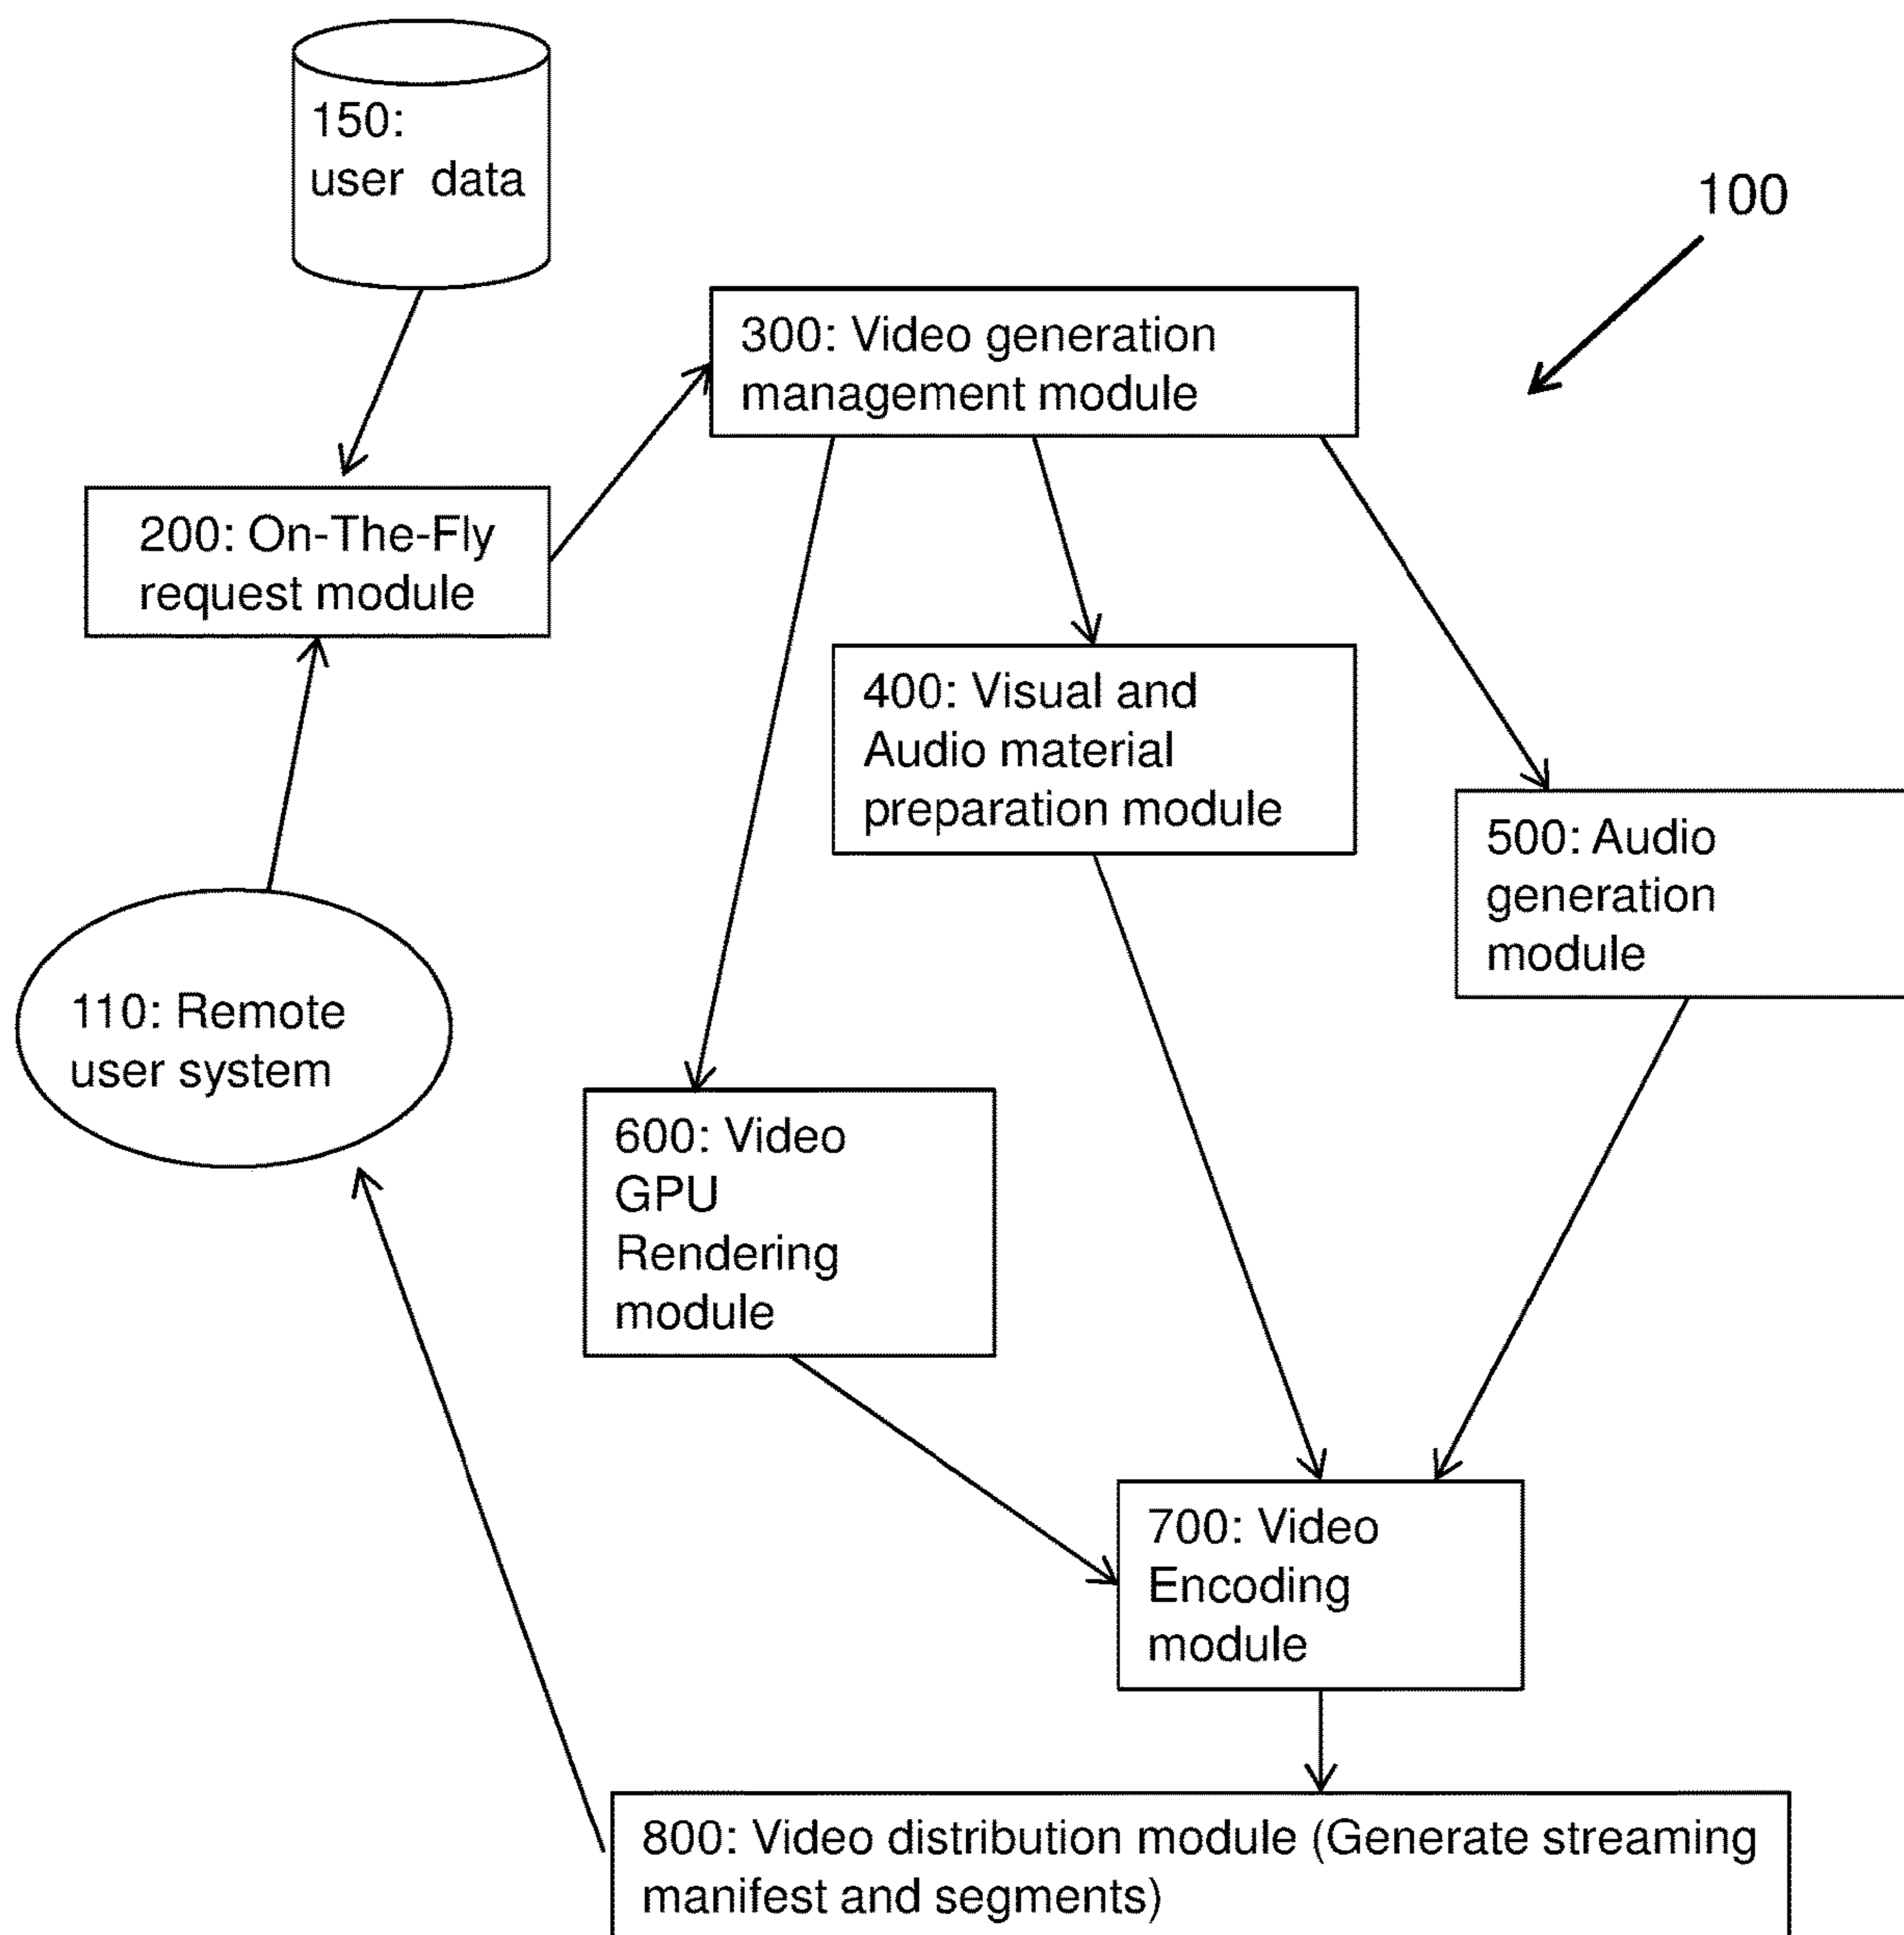 150:
user data
100
300: Video generation
management module
200: On-The-Fly
request module
400: Visual and
Audio material
preparation module
500: Audio
generation
module
110: Remote
user system
600: Video
GPU
Rendering
module
700: Video
Encoding
module
800: Video distribution module (Generate streaming
manifest and segments)